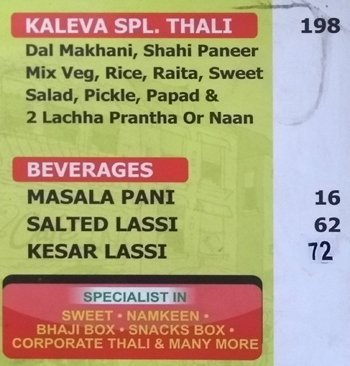 KALEVA SPL. THALI 198
Dal Makhani, Shahi Paneer
Mix Veg, Rice, Raita, Sweet
Salad, Pickle, Papad &
2 Lachha Prantha Or Naan
BEVERAGES
MASALA PANI 16
SALTED LASSI 62
KESAR LASSI 72
SPECIALIST IN
SWEET • NAMKEEN •
BHAJI BOX • SNACKS BOX •
CORPORATE THALI & MANY MORE